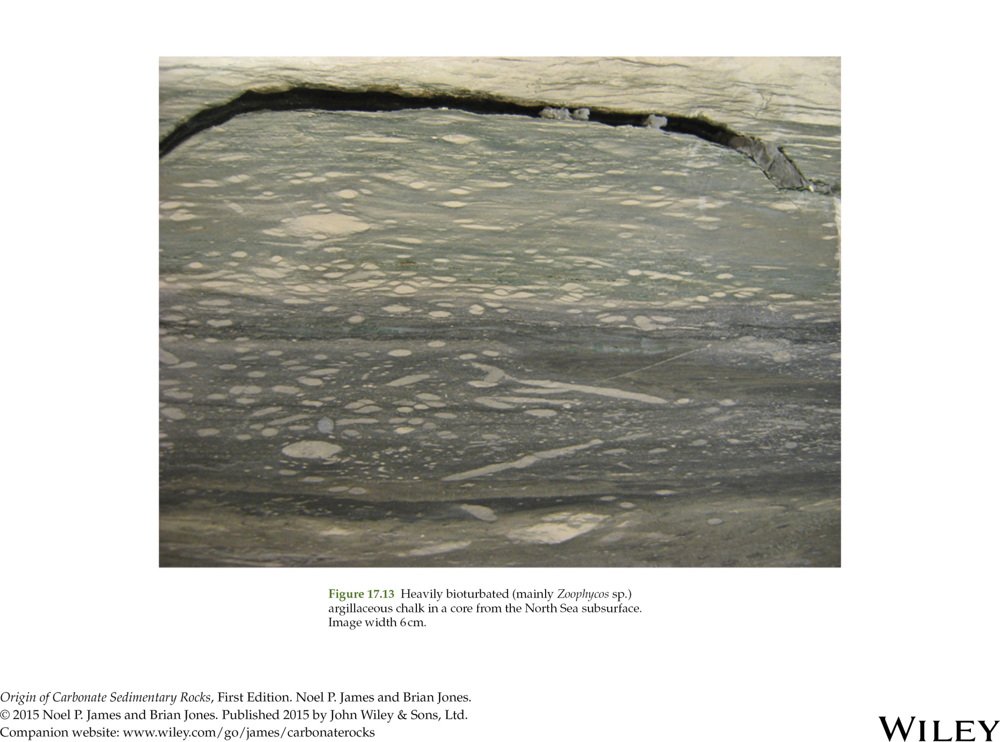 Figure 17.13 Heavily bioturbated (mainly Zoophycos sp.)
argillaceous chalk in a core from the North Sea subsurface.
Image width 6 cm.
Origin of Carbonate Sedimentary Rocks, First Edition. Noel P. James and Brian Jones.
© 2015 Noel P. James and Brian Jones. Published 2015 by John Wiley & Sons, Ltd.
Companion website: www.wiley.com/go/james/carbonaterocks
WILEY